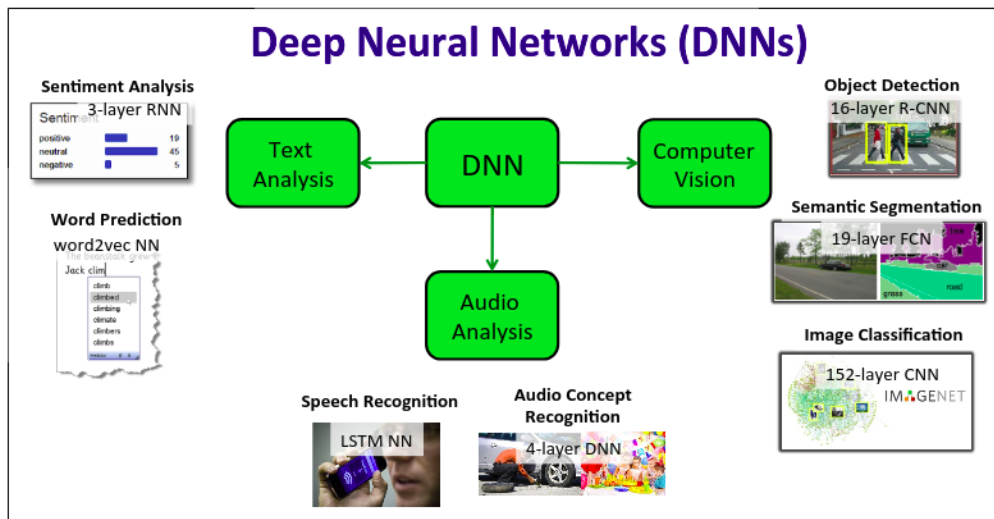 Deep Neural Networks (DNNs)
Sentiment Analysis
3-layer RNN
Sentiment
positive 19
neutral 45
negative 5
Word Prediction
word2vec NN
The beanstalk grew
Jack clim
climb
climbed
climbing
climate
climbers
climbs
Text
Analysis
DNN
Computer
Vision
Audio
Analysis
Speech Recognition
LSTM NN
Audio Concept
Recognition
4-layer DNN
Object Detection
16-layer R-CNN
Semantic Segmentation
19-layer FCN
tree
car
road
grass
Image Classification
152-layer CNN
IMAGENET